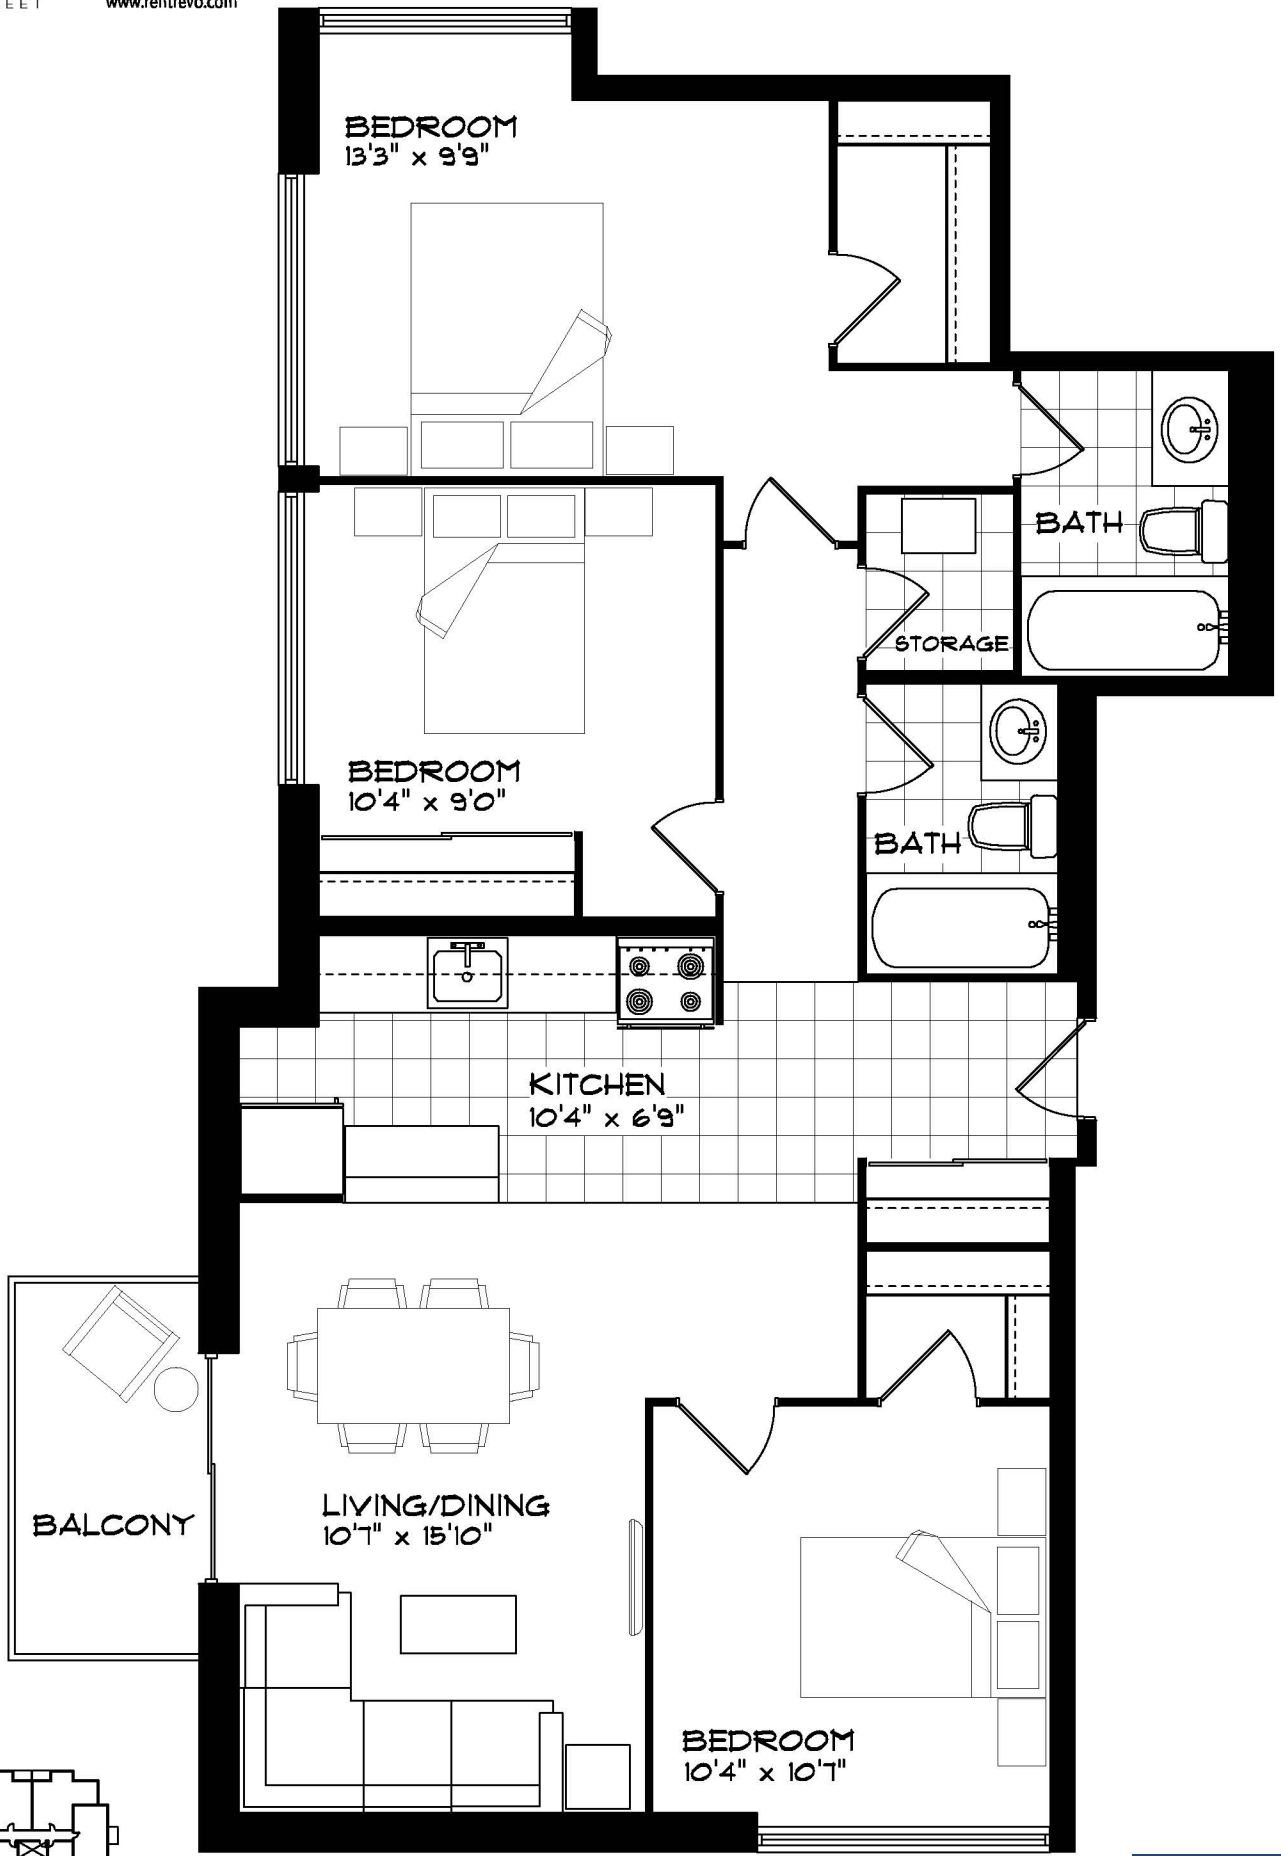 EET www.rentrevo.com
BEDROOM
13'3" x 9'9"
BATH
STORAGE
BEDROOM
10'4" x 9'0"
BATH
KITCHEN
10'4" x 6'9"
LIVING/DINING
10'7" x 15'10"
BALCONY
BEDROOM
10'4" x 10'7"